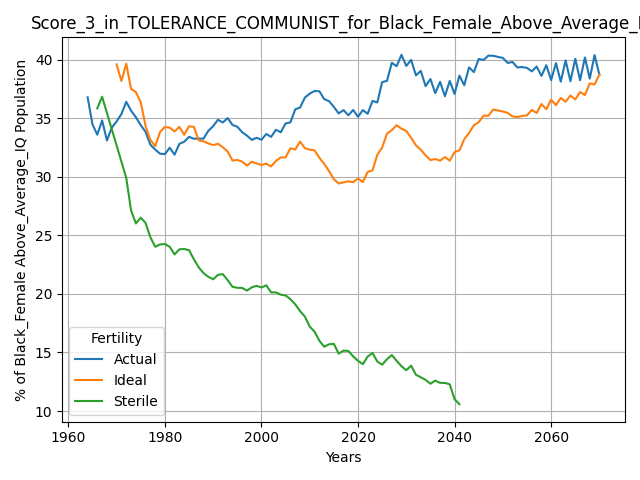 Score_3_in_TOLERANCE_COMMUNIST_for_Black_Female_Above_Average_
% of Black_Female Above_Average_IQ Population
40
35
30
25
20
15
10
Fertility
Actual
Ideal
Sterile
1960
1980
2000
2020
2040
2060
Years